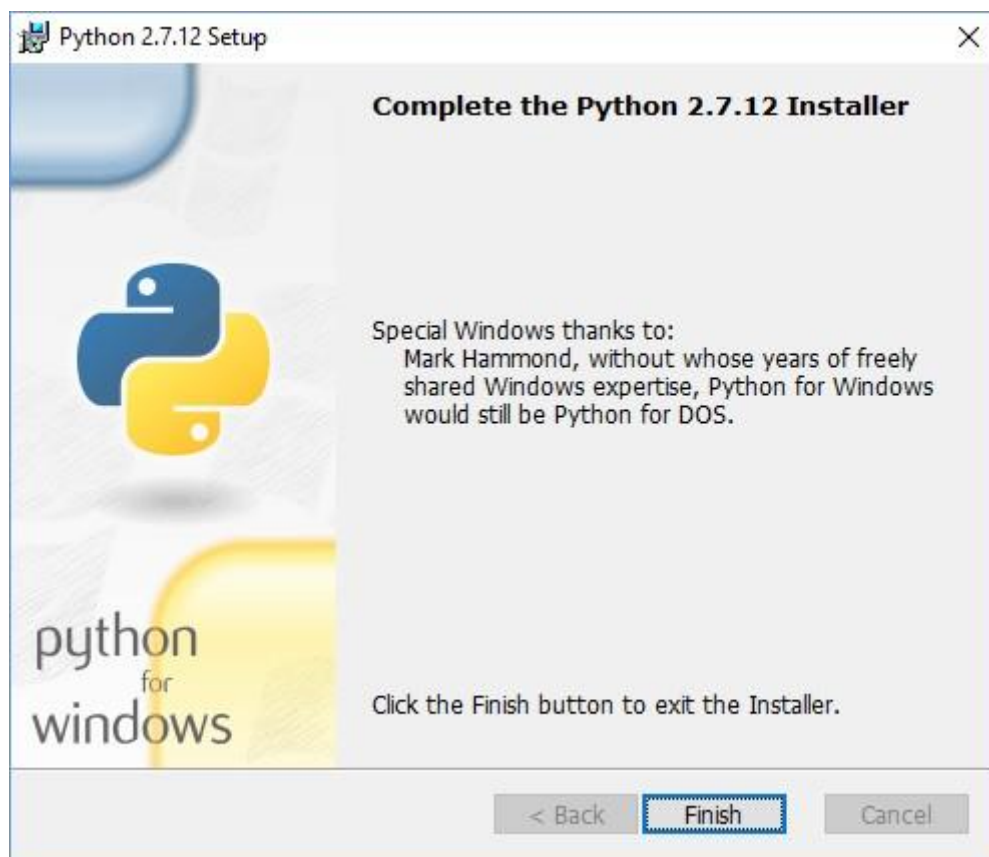 Python 2.7.12 Setup
Complete the Python 2.7.12 Installer
Special Windows thanks to:
Mark Hammond, without whose years of freely
shared Windows expertise, Python for Windows
would still be Python for DOS.
python
for
windows
Click the Finish button to exit the Installer.
< Back
Finish
Cancel